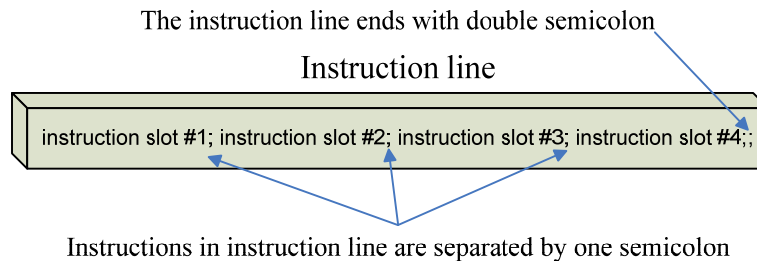 The instruction line ends with double semicolon
Instruction line
instruction slot #1; instruction slot #2; instruction slot #3; instruction slot #4;;
Instructions in instruction line are separated by one semicolon